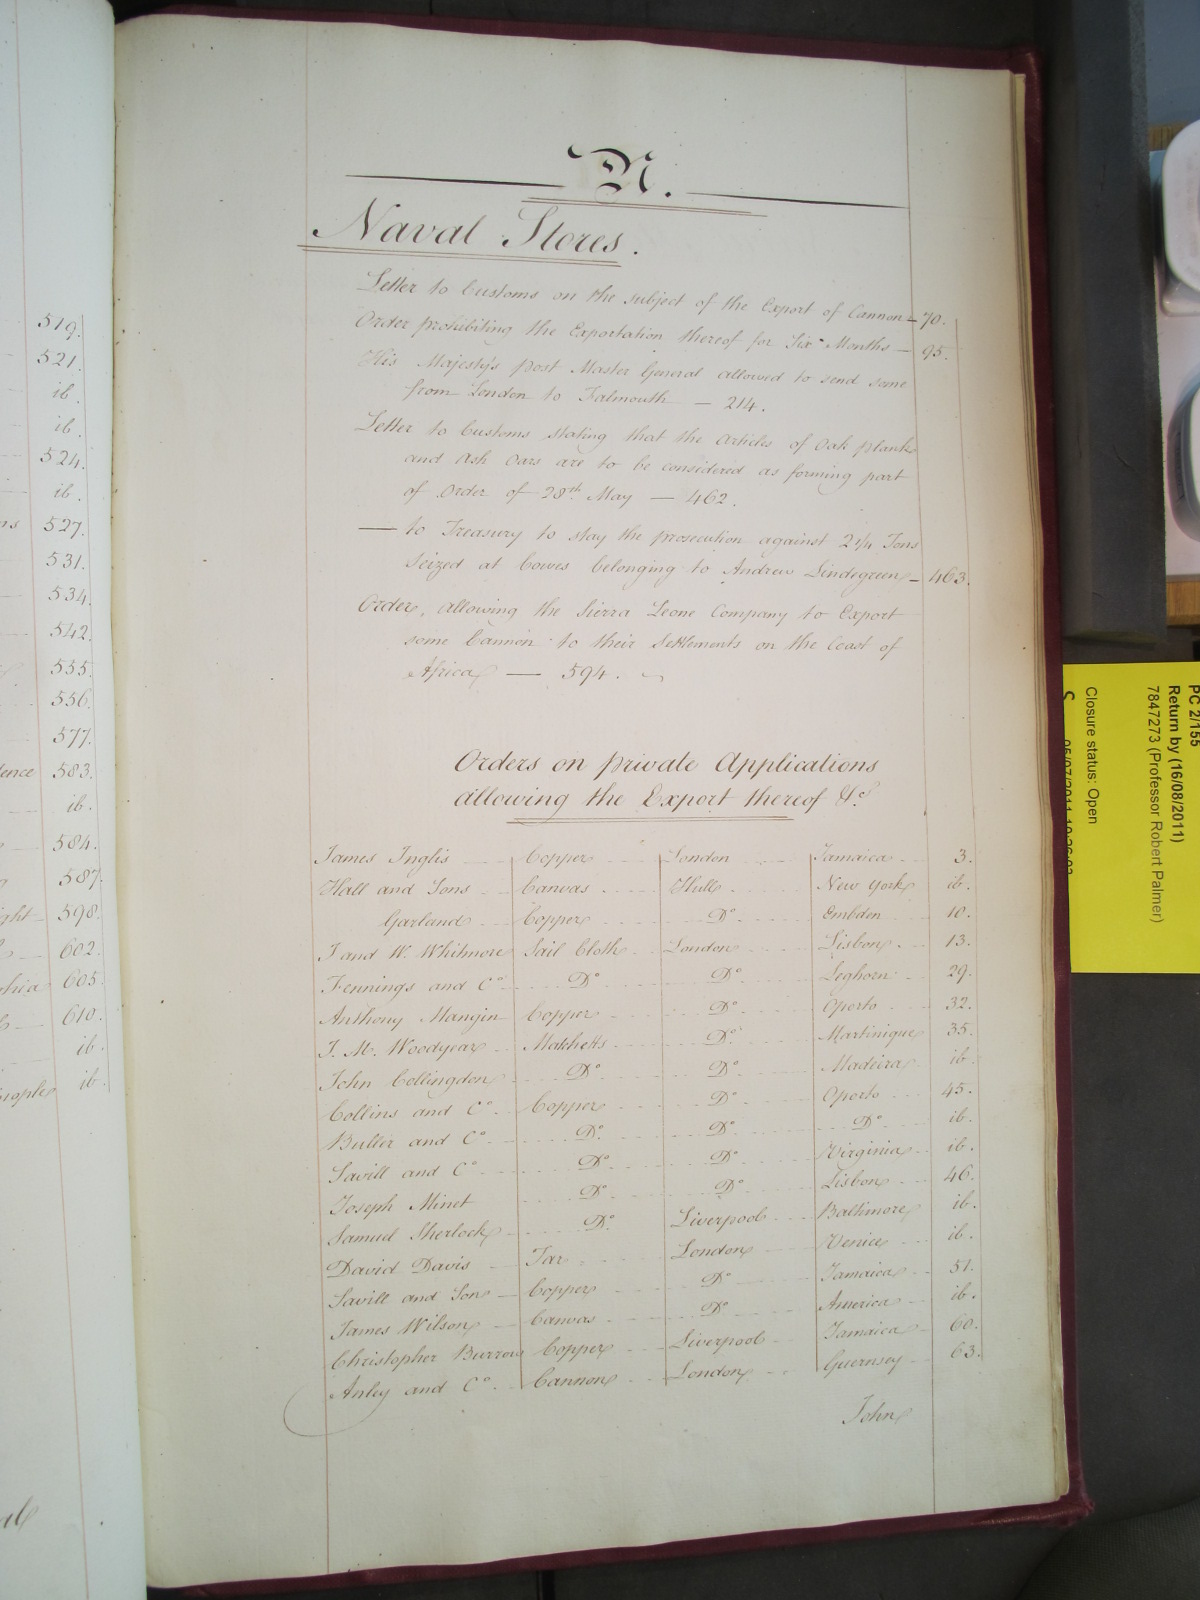 N.
Naval Stores.
Letter to Customs on the subject of the Export of Cannon — 70.
Order prohibiting the Exportation thereof for Six Months — 95.
His Majesty's Post Master General allowed to send some
from London to Falmouth — 214.
Letter to Customs stating that the Articles of Oak plank
and Ash Oars are to be considered as forming part
of Order of 28th May — 462.
— to Treasury to stay the prosecution against 2¼ Tons
seized at Cowes belonging to Andrew Lindegreen — 463.
Order, allowing the Sierra Leone Company to Export
some Cannon to their Settlements on the Coast of
Africa — 594.
Orders on private Applications
allowing the Export thereof &c
James Inglis Copper London Jamaica 3.
Hall and Sons Canvas Hull New York ib.
Garland Copper Do Embden 10.
J and W. Whitmore Sail Cloth London Lisbon 13.
Jennings and Co Do Do Leghorn 29.
Anthony Mangin Copper Do Oporto 32.
J. M. Woodyear Matchetts Do Martinique 35.
John Collingdon Do Do Madeira ib.
Collins and Co Copper Do Oporto 45.
Buller and Co Do Do Do ib.
Savill and Co Do Do Virginia ib.
Joseph Minet Do Do Lisbon 46.
Samuel Sherlock Do Liverpool Baltimore ib.
David Davis Tar London Venice ib.
Savill and Son Copper Do Jamaica 51.
James Wilson Canvas Do America ib.
Christopher Burrow Copper Liverpool Jamaica 60.
Anley and Co Cannon London Guernsey 63.
John
519.
521.
ib.
ib.
524.
ib.
527.
531.
534.
542.
555.
556.
577.
583.
ib.
584.
587.
598.
602.
605.
610.
ib.
ib.
PC 2/155
Return by (16/08/2011)
7847273 (Professor Robert Palmer)
Closure status: Open